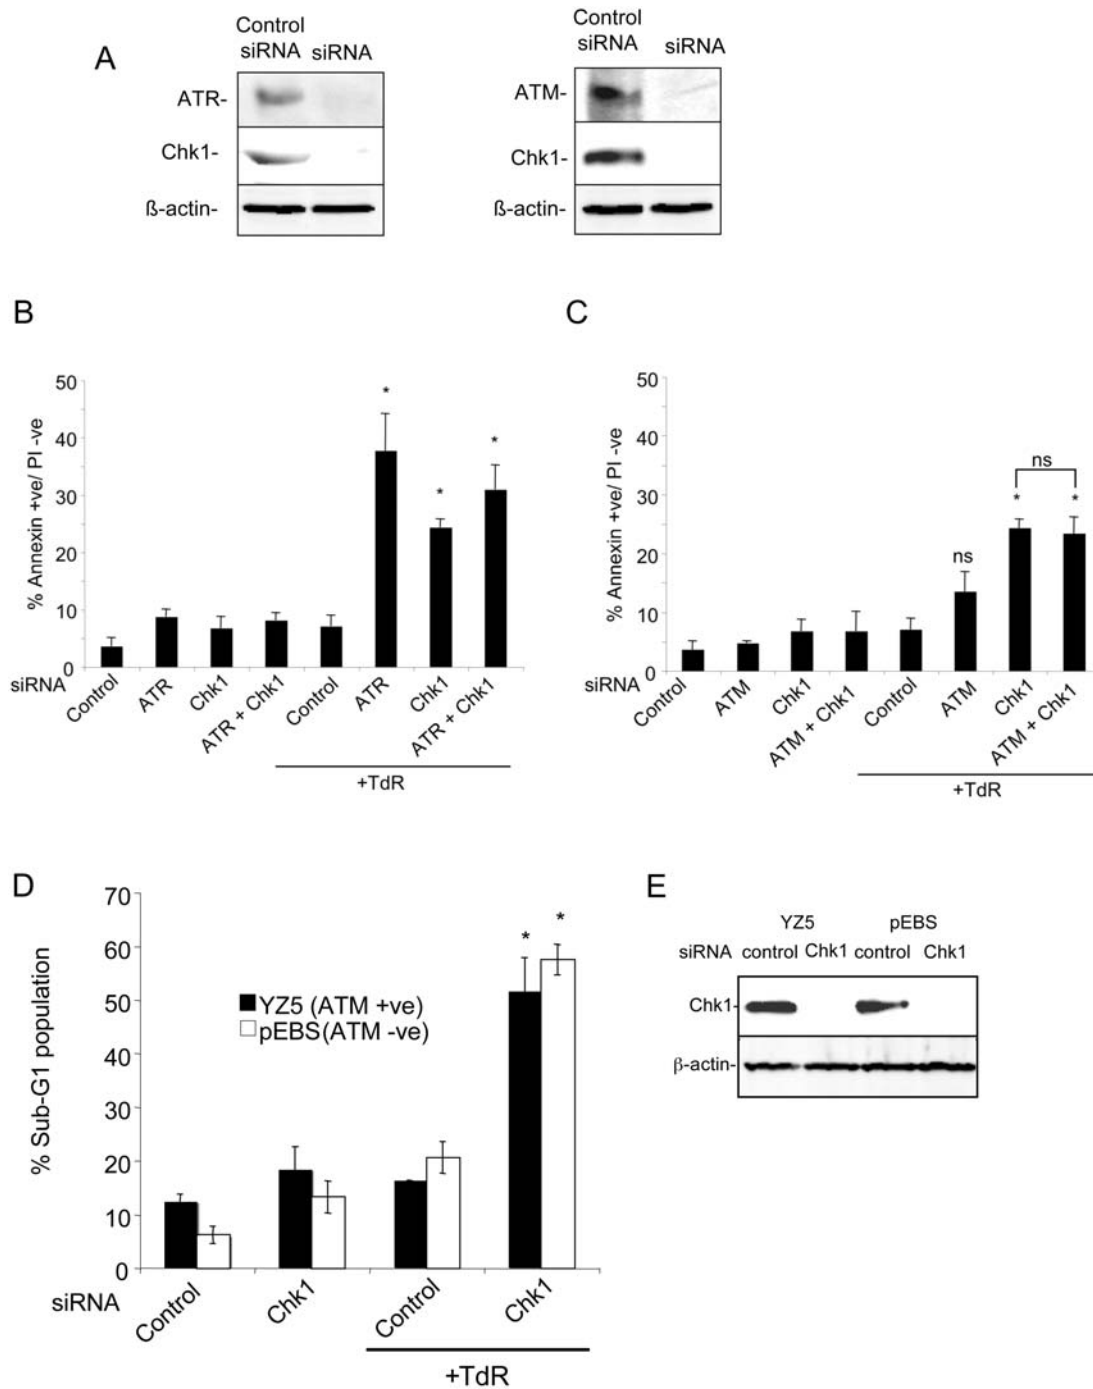 A
Control
siRNA siRNA
ATR-
Chk1-
ß-actin-
Control
siRNA siRNA
ATM-
Chk1-
ß-actin-
B
% Annexin +ve/ PI -ve
50
40
30
20
10
0
*
*
*
siRNA
Control
ATR
Chk1
ATR + Chk1
Control
ATR
Chk1
ATR + Chk1
+TdR
C
% Annexin +ve/ PI -ve
50
40
30
20
10
0
ns
ns
*
*
siRNA
Control
ATM
Chk1
ATM + Chk1
Control
ATM
Chk1
ATM + Chk1
+TdR
D
% Sub-G1 population
70
60
50
40
30
20
10
0
*
*
YZ5 (ATM +ve)
pEBS(ATM -ve)
siRNA
Control
Chk1
Control
Chk1
+TdR
E
YZ5 pEBS
siRNA control Chk1 control Chk1
Chk1-
β-actin-